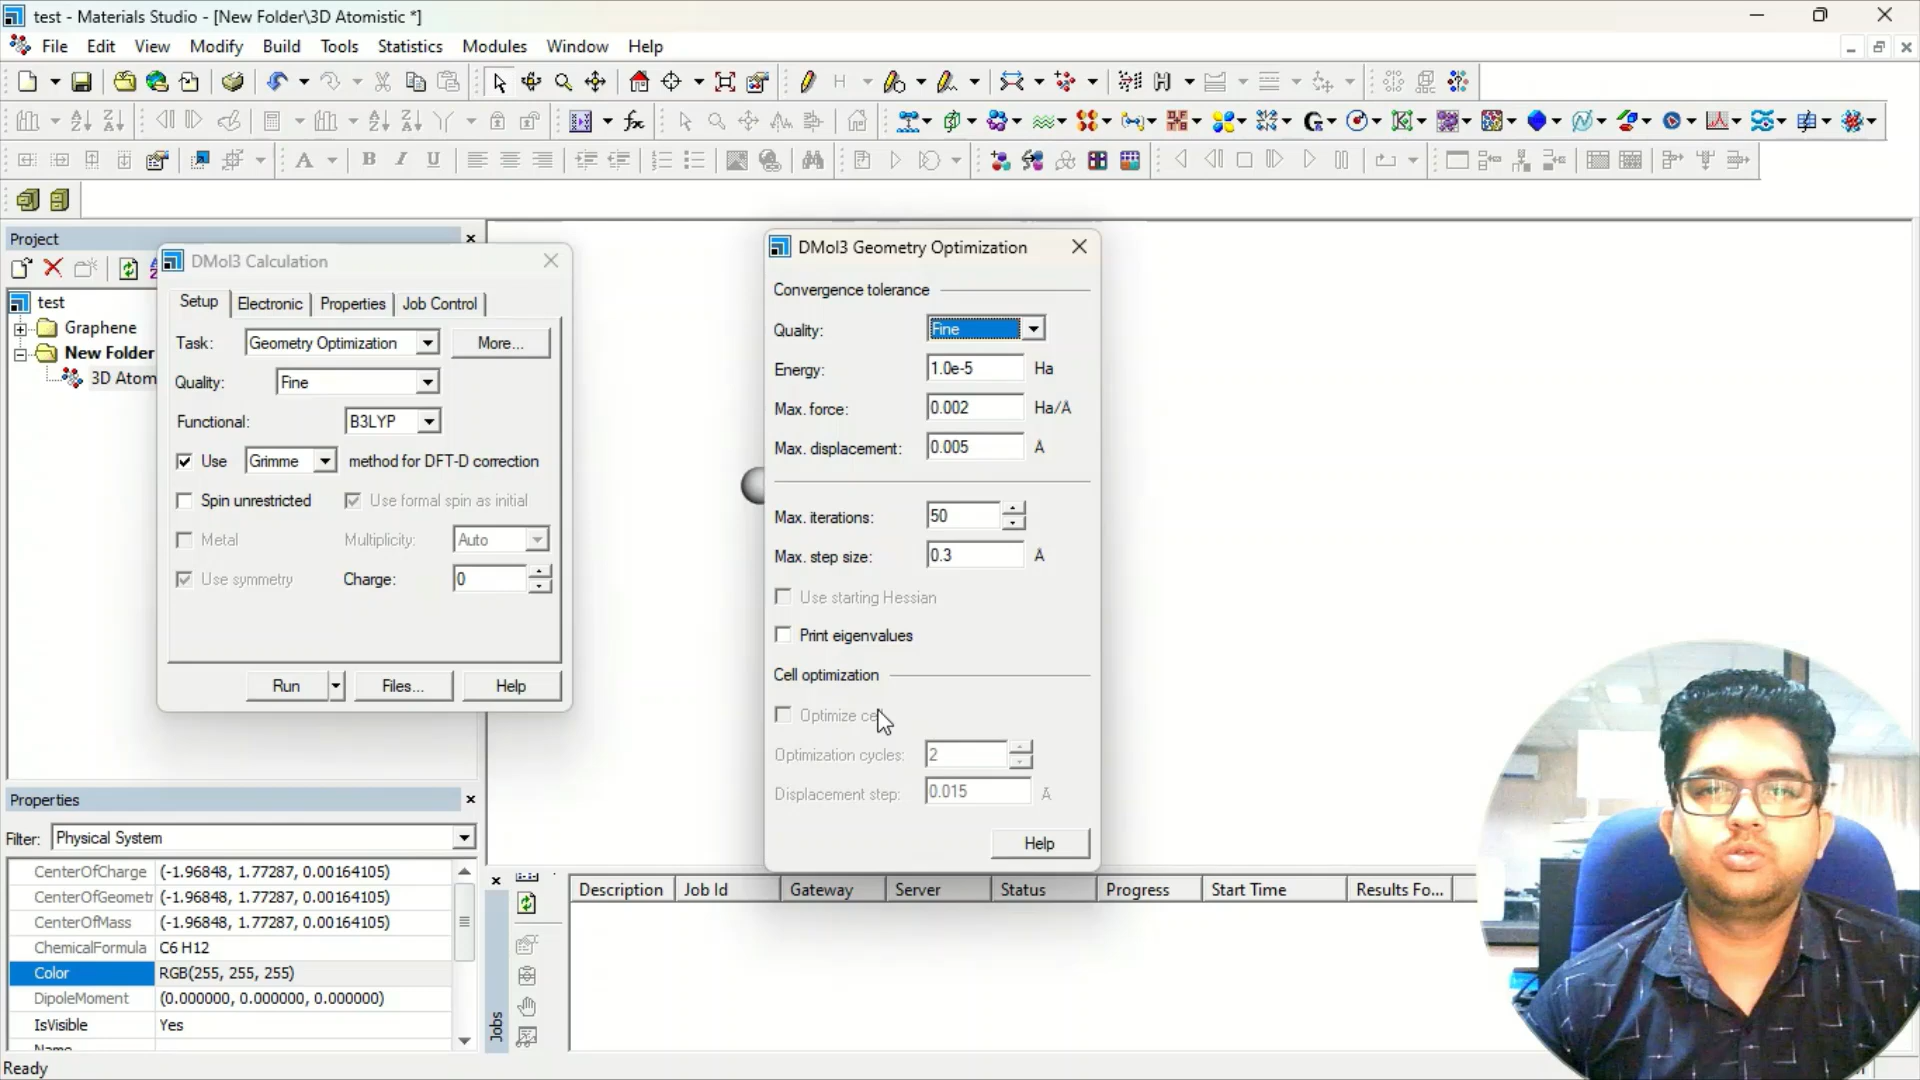 test - Materials Studio - [New Folder\3D Atomistic *]
File Edit View Modify Build Tools Statistics Modules Window Help
Project
test
Graphene
New Folder
3D Atom
DMol3 Calculation
Setup Electronic Properties Job Control
Task: Geometry Optimization More...
Quality: Fine
Functional: B3LYP
Use Grimme method for DFT-D correction
Spin unrestricted Use formal spin as initial
Metal Multiplicity: Auto
Use symmetry Charge: 0
Run Files... Help
DMol3 Geometry Optimization
Convergence tolerance
Quality: Fine
Energy: 1.0e-5 Ha
Max. force: 0.002 Ha/Å
Max. displacement: 0.005 Å
Max. iterations: 50
Max. step size: 0.3 Å
Use starting Hessian
Print eigenvalues
Cell optimization
Optimize ce
Optimization cycles: 2
Displacement step: 0.015 Å
Help
Properties
Filter: Physical System
CenterOfCharge (-1.96848, 1.77287, 0.00164105)
CenterOfGeometr (-1.96848, 1.77287, 0.00164105)
CenterOfMass (-1.96848, 1.77287, 0.00164105)
ChemicalFormula C6 H12
Color RGB(255, 255, 255)
DipoleMoment (0.000000, 0.000000, 0.000000)
IsVisible Yes
Jobs
Description Job Id Gateway Server Status Progress Start Time Results Fo...
Ready